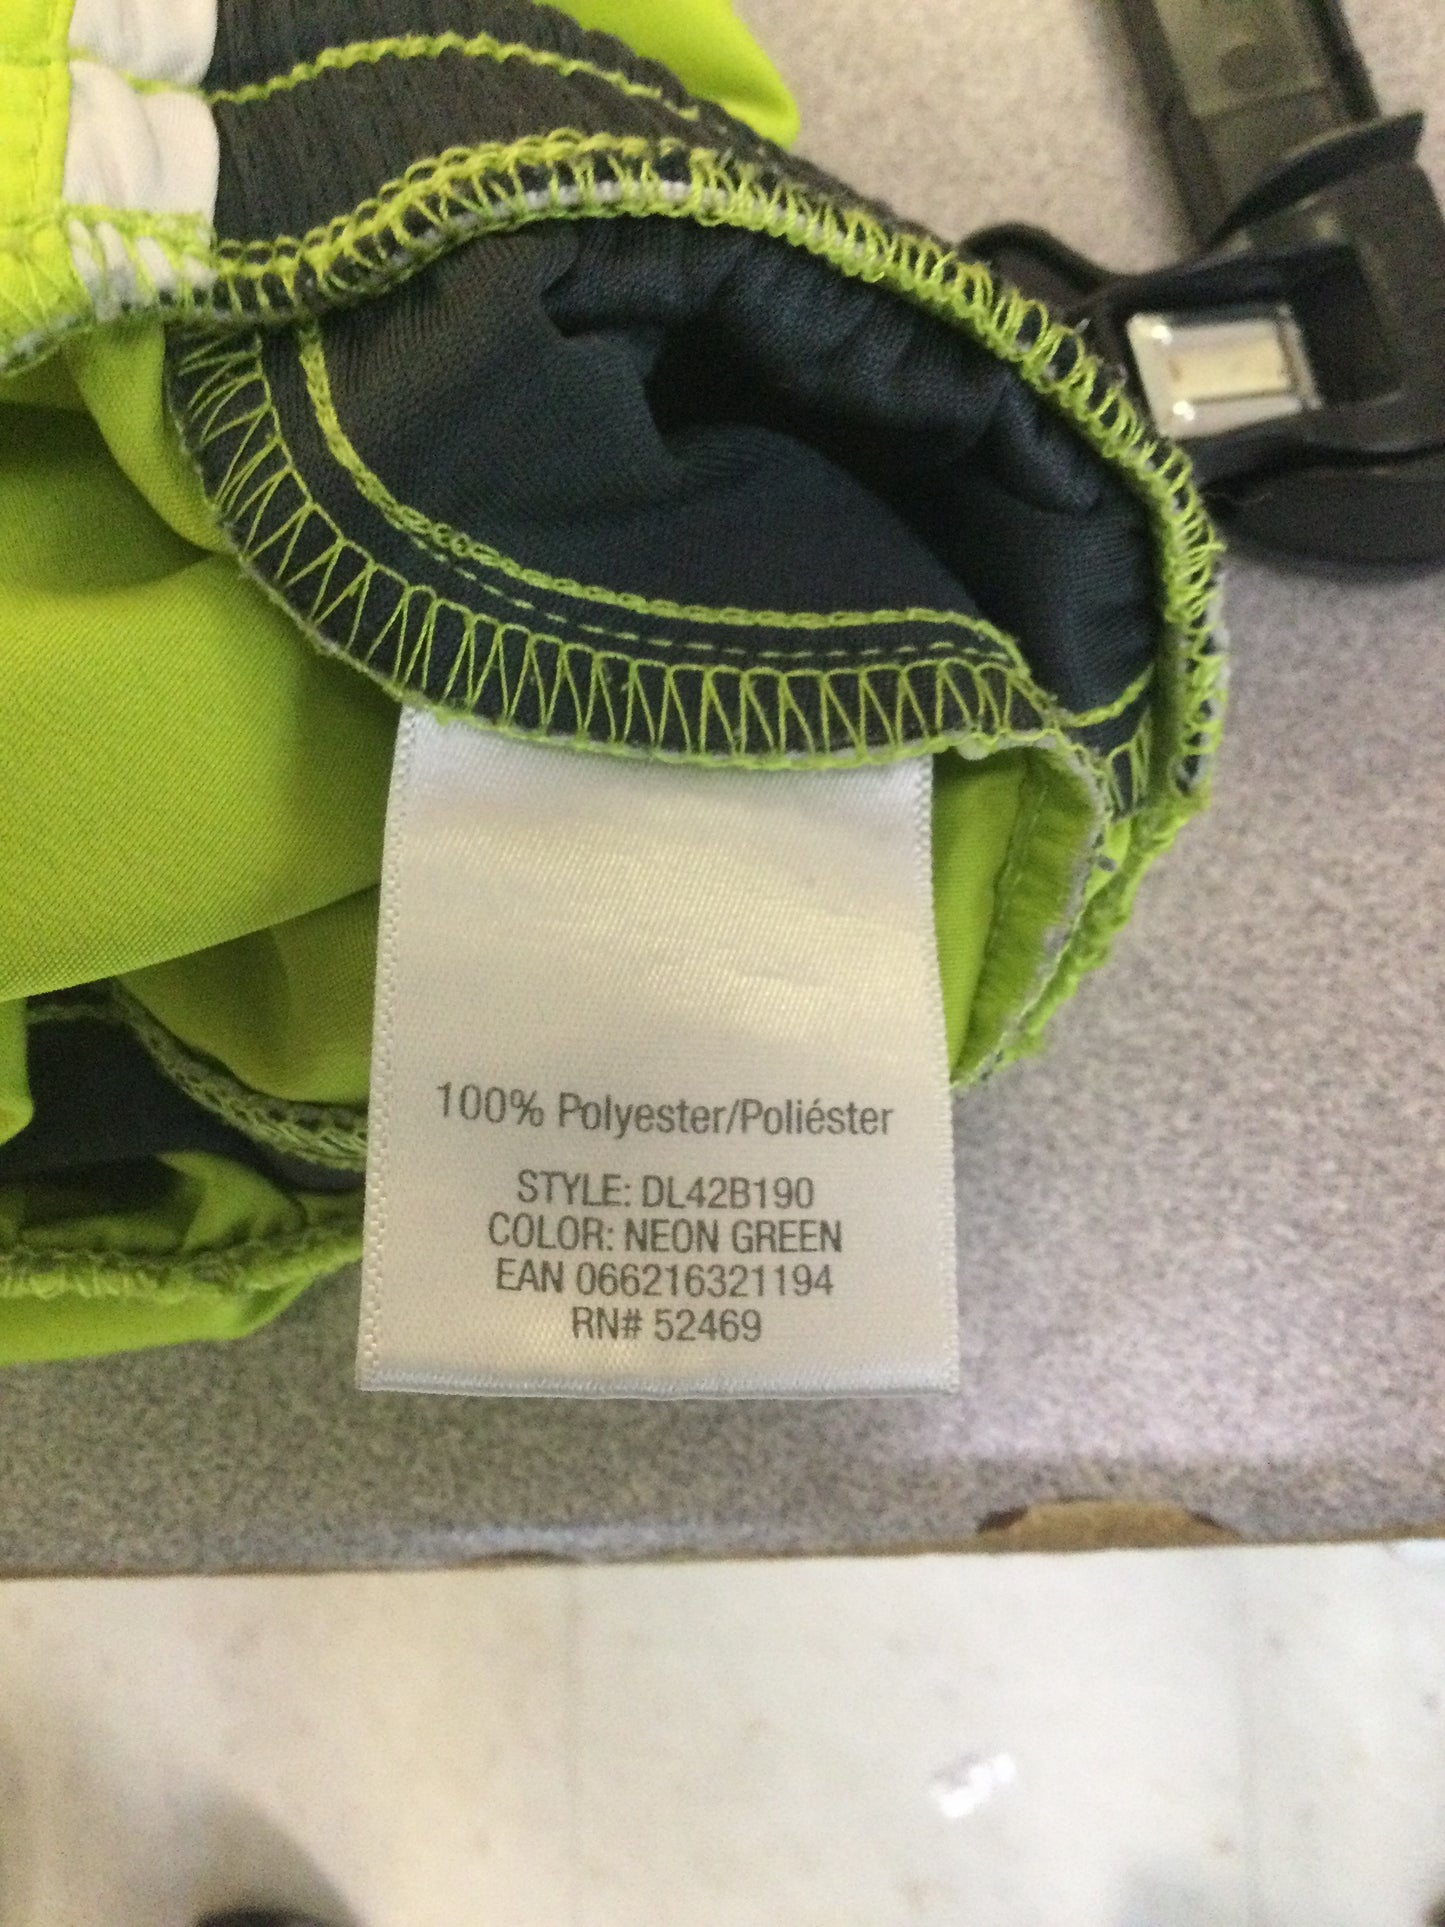 100% Polyester/Poliéster
STYLE: DL42B190
COLOR: NEON GREEN
EAN 066216321194
RN# 52469